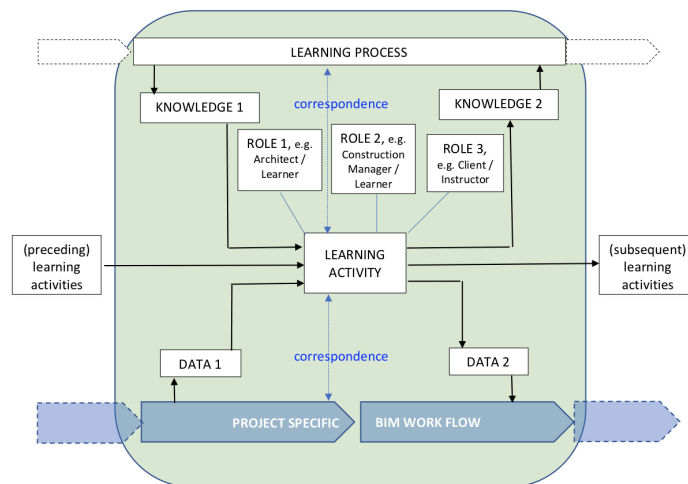 LEARNING PROCESS
KNOWLEDGE 1
correspondence
KNOWLEDGE 2
ROLE 1, e.g.
Architect /
Learner
ROLE 2, e.g.
Construction
Manager /
Learner
ROLE 3,
e.g. Client /
Instructor
(preceding)
learning
activities
LEARNING
ACTIVITY
(subsequent)
learning
activities
DATA 1
correspondence
DATA 2
PROJECT SPECIFIC
BIM WORK FLOW